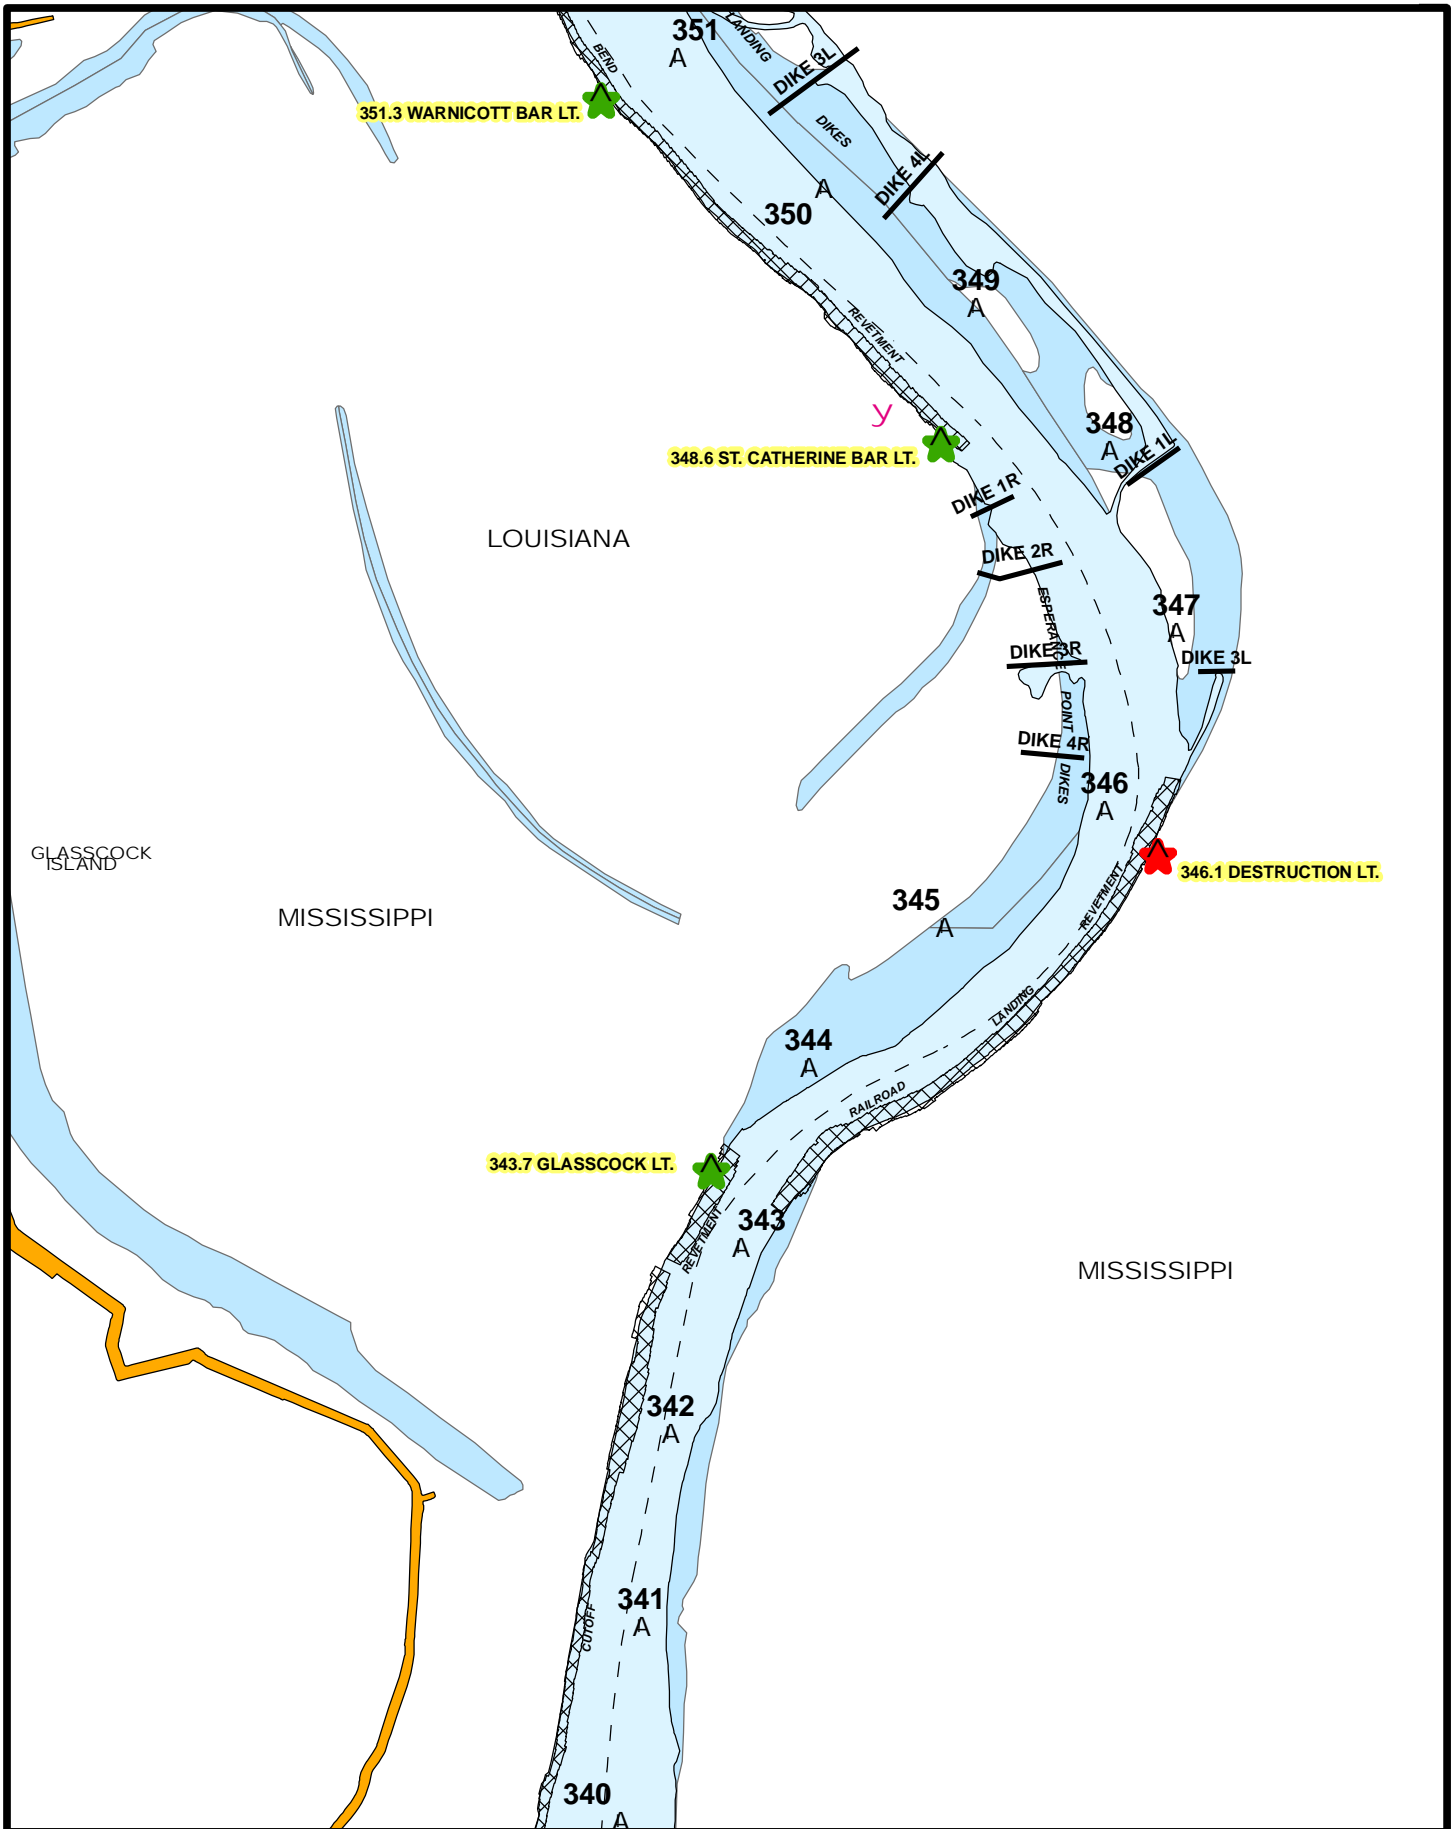 351
A
BEND
LANDING
DIKE 3L
351.3 WARNICOTT BAR LT.
DIKES
DIKE 4L
A
350
349
A
REVETMENT
y
348
A
348.6 ST. CATHERINE BAR LT.
DIKE 1L
DIKE 1R
LOUISIANA
DIKE 2R
ESPERANCE
347
A
DIKE 3R
DIKE 3L
POINT
DIKE 4R
DIKES
346
A
GLASSCOCK
ISLAND
346.1 DESTRUCTION LT.
REVETMENT
345
A
MISSISSIPPI
LANDING
344
A
RAILROAD
343.7 GLASSCOCK LT.
343
A
REVETMENT
MISSISSIPPI
342
A
341
A
CUTOFF
340
A